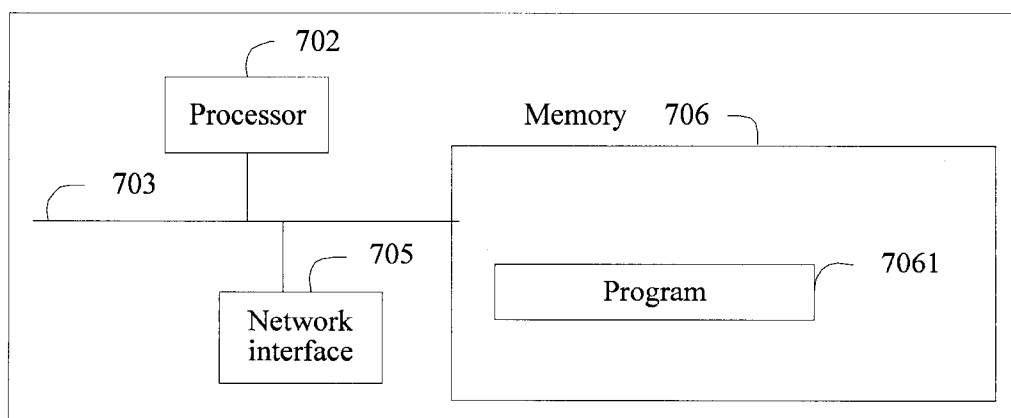 702
Processor
Memory 706
703
705
7061
Program
Network
interface